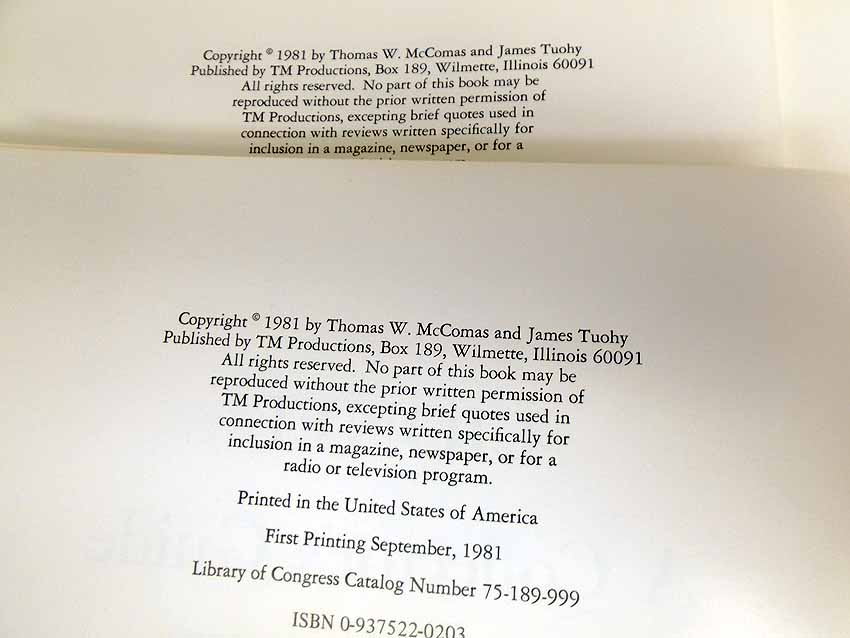 Copyright © 1981 by Thomas W. McComas and James Tuohy
Published by TM Productions, Box 189, Wilmette, Illinois 60091
All rights reserved. No part of this book may be
reproduced without the prior written permission of
TM Productions, excepting brief quotes used in
connection with reviews written specifically for
inclusion in a magazine, newspaper, or for a
Copyright © 1981 by Thomas W. McComas and James Tuohy
Published by TM Productions, Box 189, Wilmette, Illinois 60091
All rights reserved. No part of this book may be
reproduced without the prior written permission of
TM Productions, excepting brief quotes used in
connection with reviews written specifically for
inclusion in a magazine, newspaper, or for a
radio or television program.
Printed in the United States of America
First Printing September, 1981
Library of Congress Catalog Number 75-189-999
ISBN 0-937522-0203